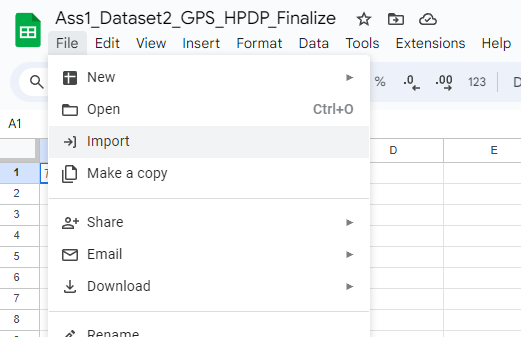 Ass1_Dataset2_GPS_HPDP_Finalize
File Edit View Insert Format Data Tools Extensions Help
New
% .0 .00 123
Open Ctrl+O
A1
Import
D E
1
Make a copy
2
3
Share
4
5
Email
6
Download
7
8
Rename